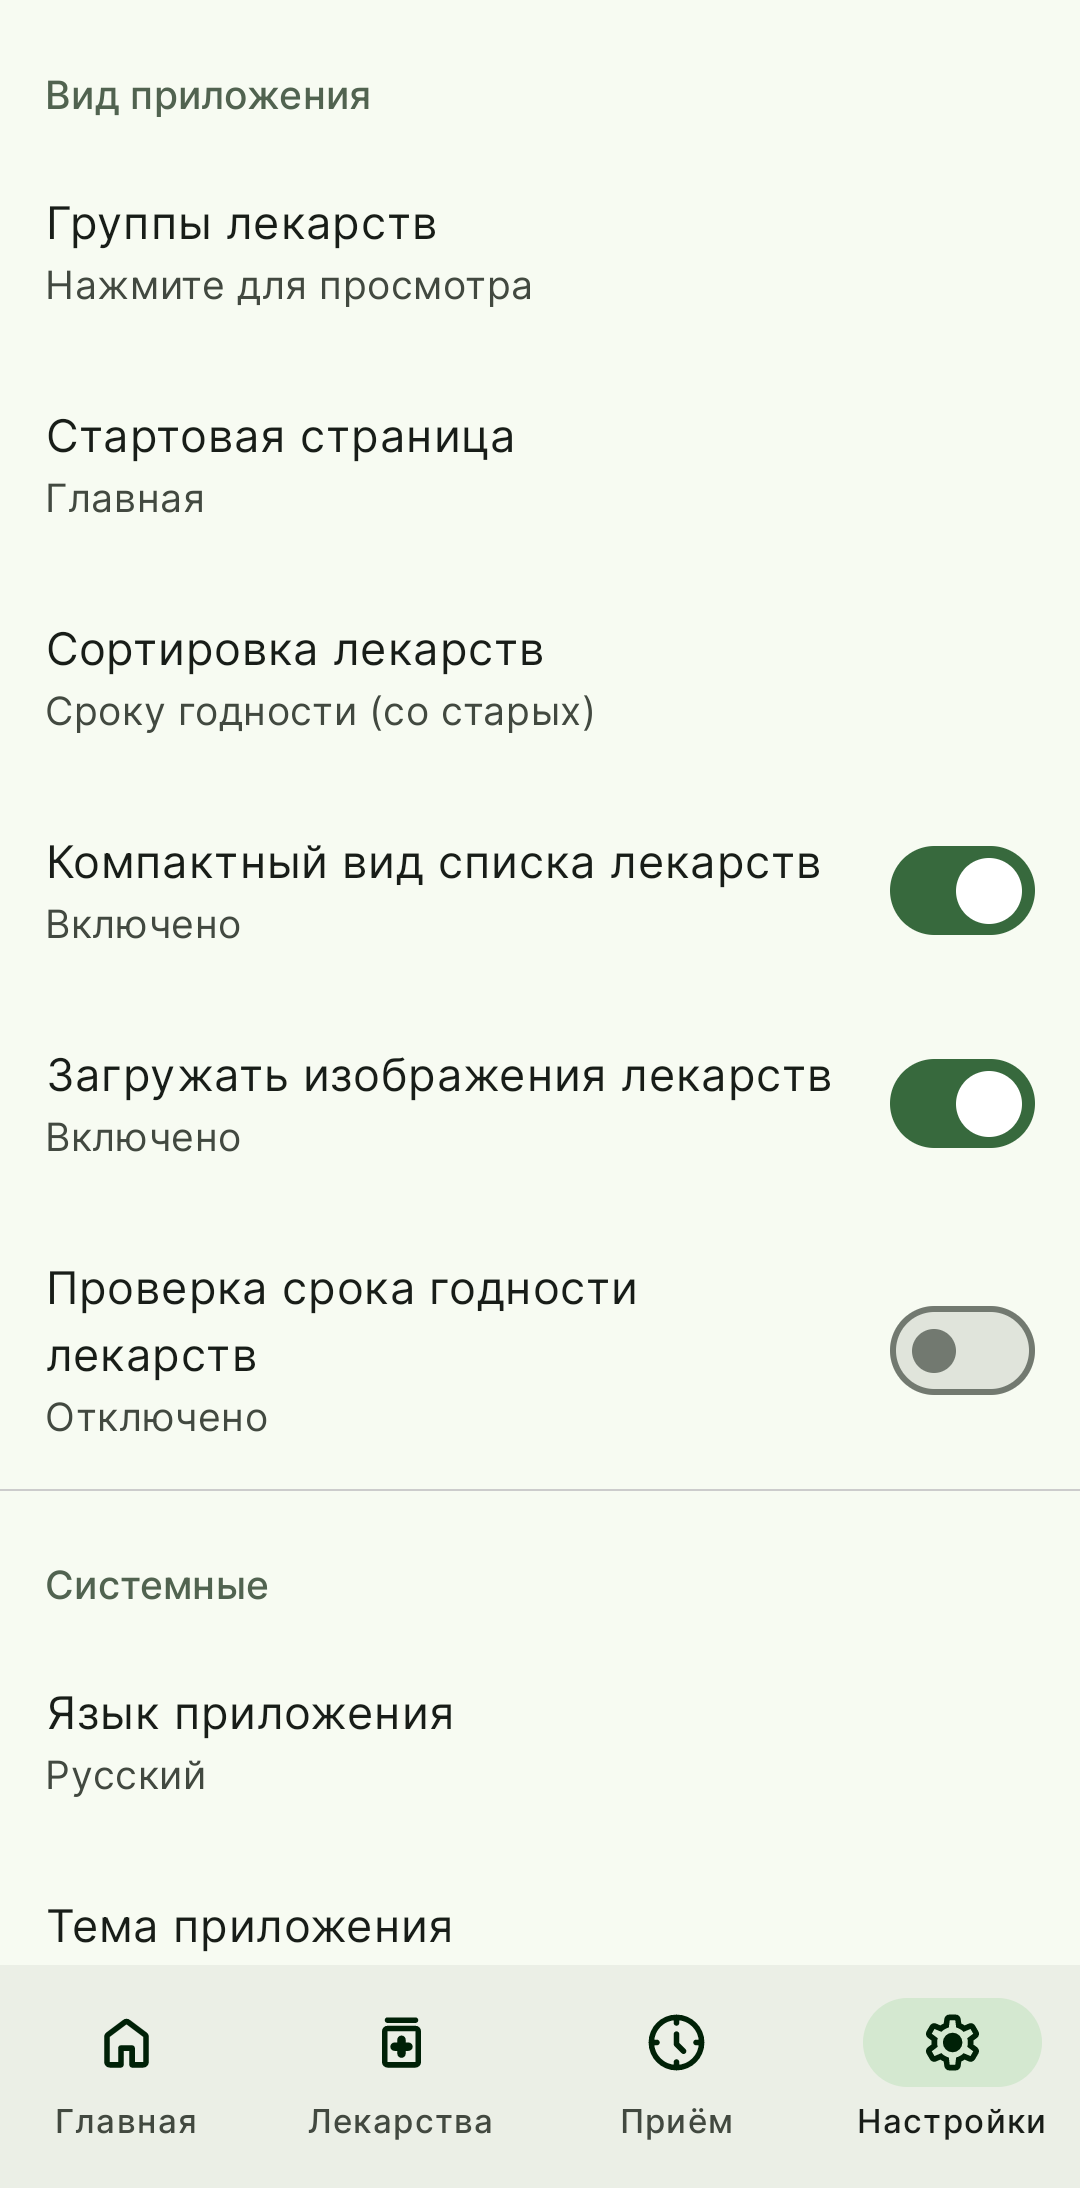 Вид приложения
Группы лекарств
Нажмите для просмотра
Стартовая страница
Главная
Сортировка лекарств
Сроку годности (со старых)
Компактный вид списка лекарств
Включено
Загружать изображения лекарств
Включено
Проверка срока годности
лекарств
Отключено
Системные
Язык приложения
Русский
Тема приложения
Главная
Лекарства
Приём
Настройки